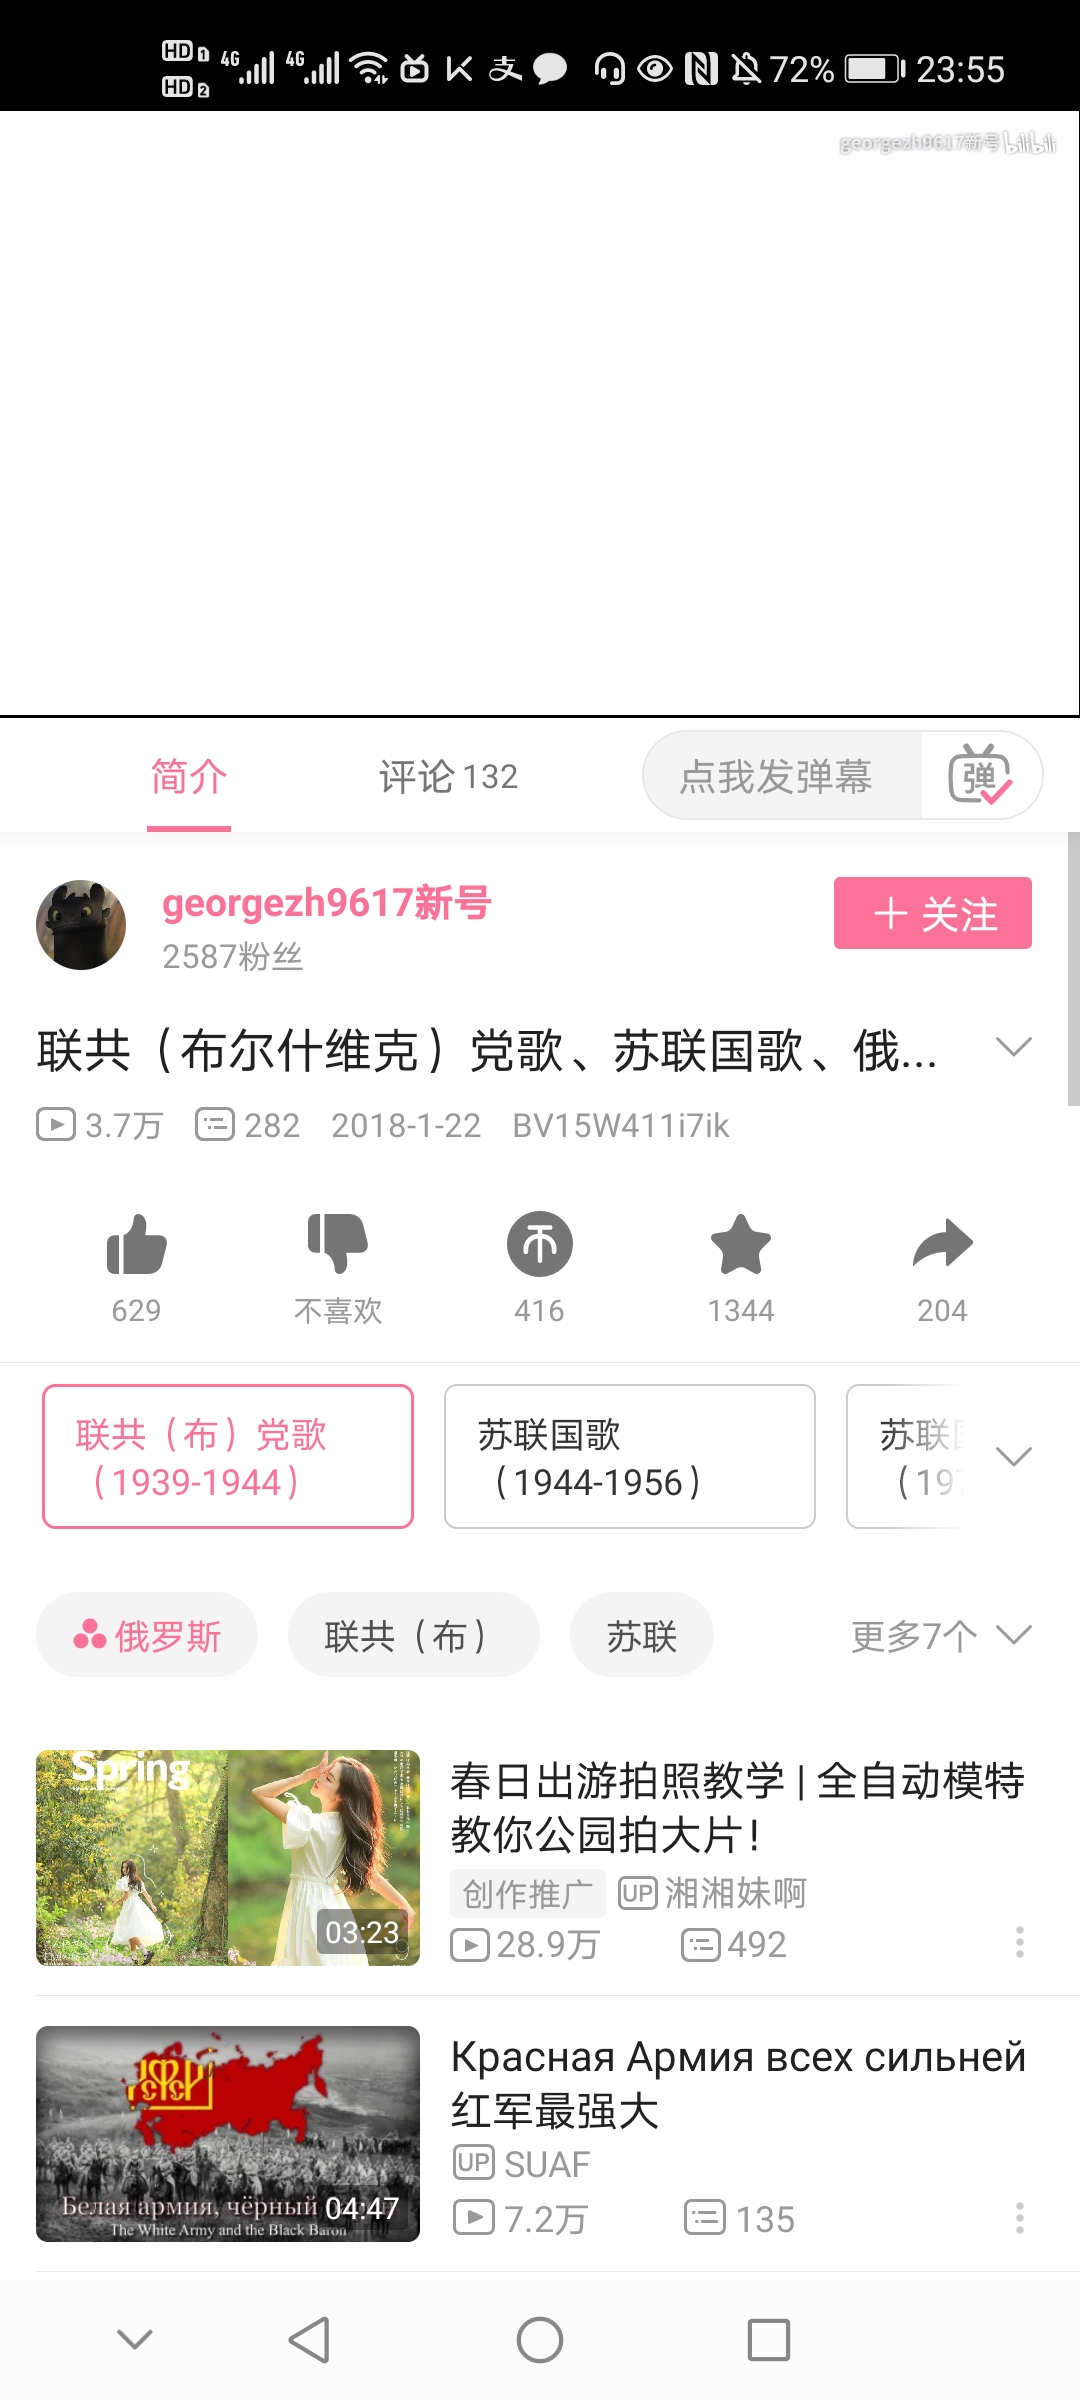 HD 1 4G 4G 72% 23:55
HD 2
georgezh9617新号 bilibili
简介 评论 132 点我发弹幕 弹
georgezh9617新号
2587粉丝
+ 关注
联共（布尔什维克）党歌、苏联国歌、俄...
3.7万 282 2018-1-22 BV15W411i7ik
629 不喜欢 416 1344 204
联共（布）党歌
（1939-1944）
苏联国歌
（1944-1956）
苏联
（19
俄罗斯 联共（布） 苏联 更多7个
Spring
03:23
春日出游拍照教学 | 全自动模特
教你公园拍大片!
创作推广 UP 湘湘妹啊
28.9万 492
Белая армия, чёрный
The White Army and the Black Baron
04:47
Красная Армия всех сильней
红军最强大
UP SUAF
7.2万 135